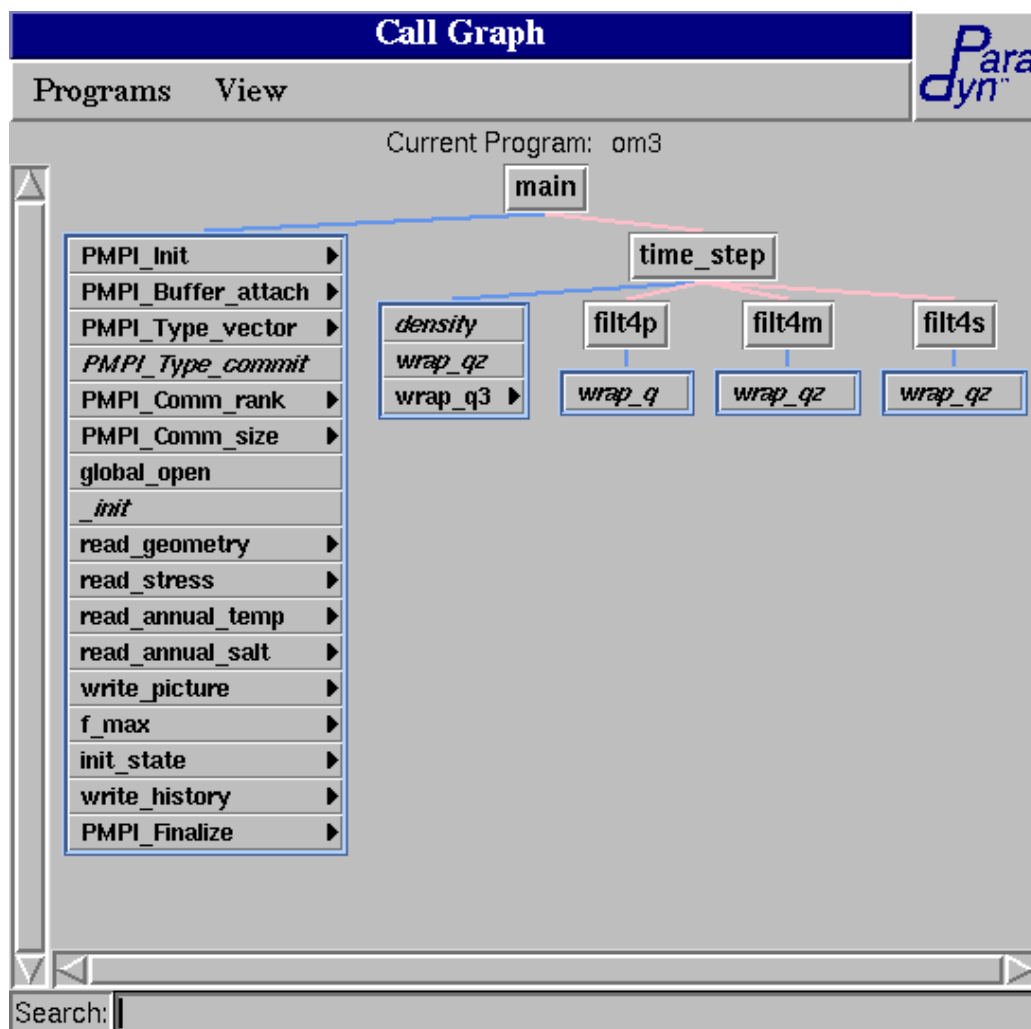 Call Graph
Para
dyn
Programs View
Current Program: om3
main
time_step
PMPI_Init
PMPI_Buffer_attach
PMPI_Type_vector
PMPI_Type_commit
PMPI_Comm_rank
PMPI_Comm_size
global_open
_init
read_geometry
read_stress
read_annual_temp
read_annual_salt
write_picture
f_max
init_state
write_history
PMPI_Finalize
density
wrap_qz
wrap_q3
filt4p
filt4m
filt4s
wrap_q
wrap_qz
wrap_qz
Search: